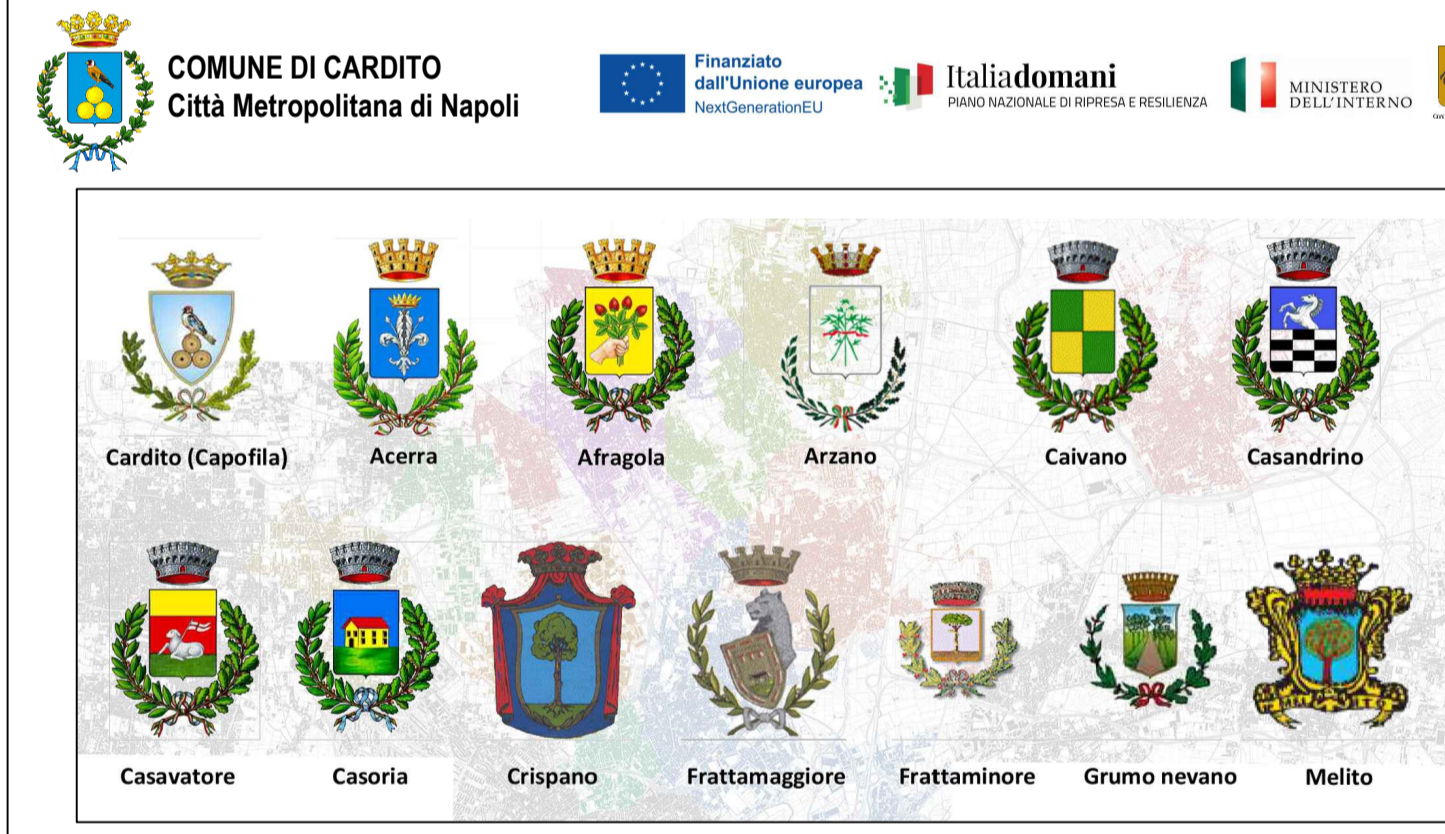 COMUNE DI CARDITO
Città Metropolitana di Napoli
Finanziato
dall'Unione europea
NextGenerationEU
Italiadomani
PIANO NAZIONALE DI RIPRESA E RESILIENZA
MINISTERO
DELL'INTERNO
Cardito (Capofila)
Acerra
Afragola
Arzano
Caivano
Casandrino
Casavatore
Casoria
Crispano
Frattamaggiore
Frattaminore
Grumo nevano
Melito